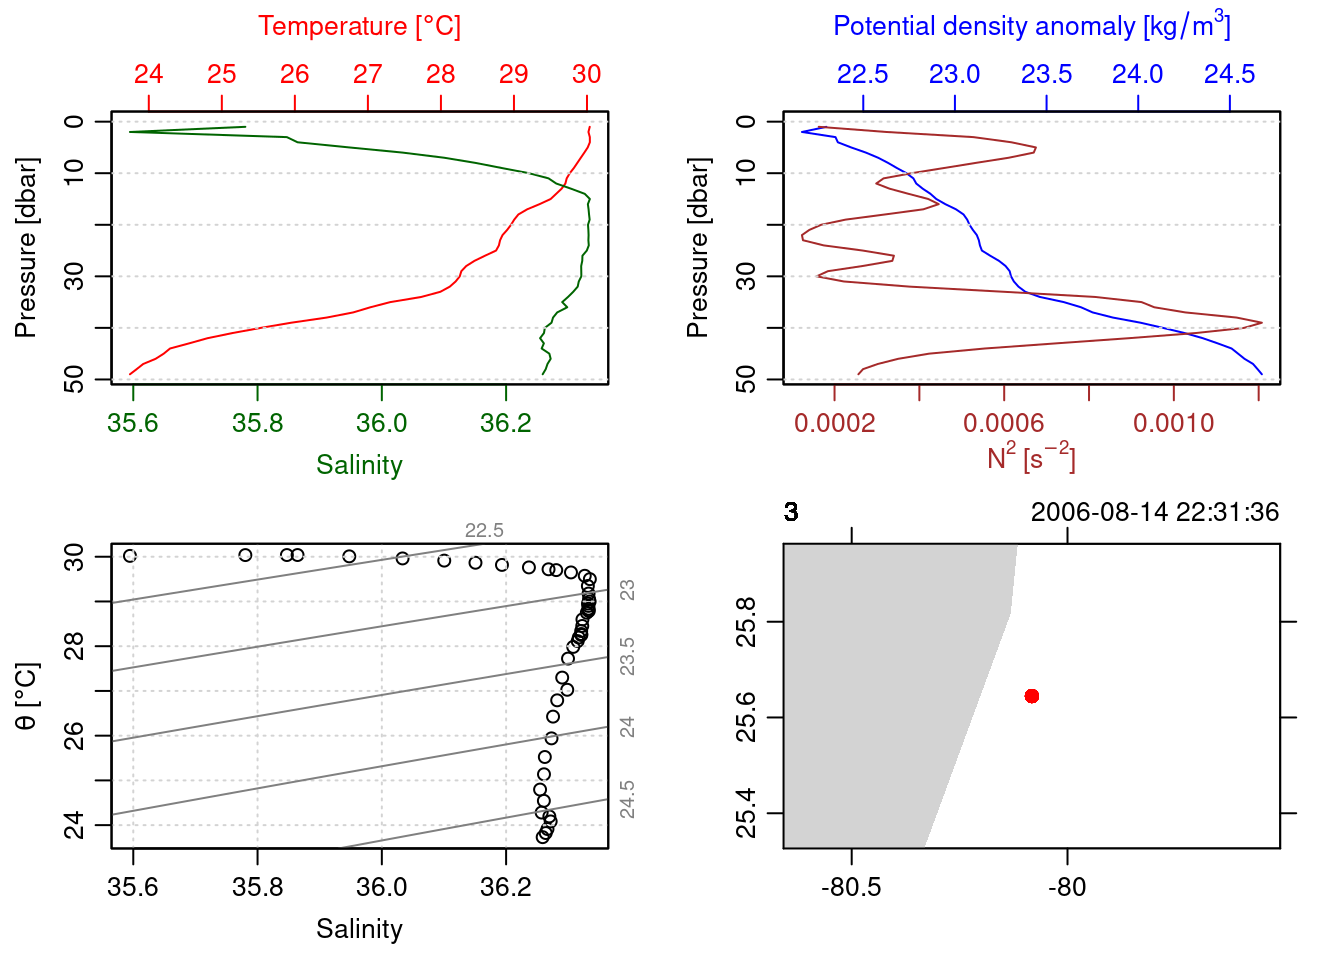 Temperature [°C]
24 25 26 27 28 29 30
0
10
30
50
Pressure [dbar]
35.6 35.8 36.0 36.2
Salinity
Potential density anomaly [kg/m³]
22.5 23.0 23.5 24.0 24.5
0
10
30
50
Pressure [dbar]
0.0002 0.0006 0.0010
N² [s⁻²]
22.5
30
28
26
24
θ [°C]
23
23.5
24
24.5
35.6 35.8 36.0 36.2
Salinity
3 2006-08-14 22:31:36
25.8
25.6
25.4
-80.5 -80